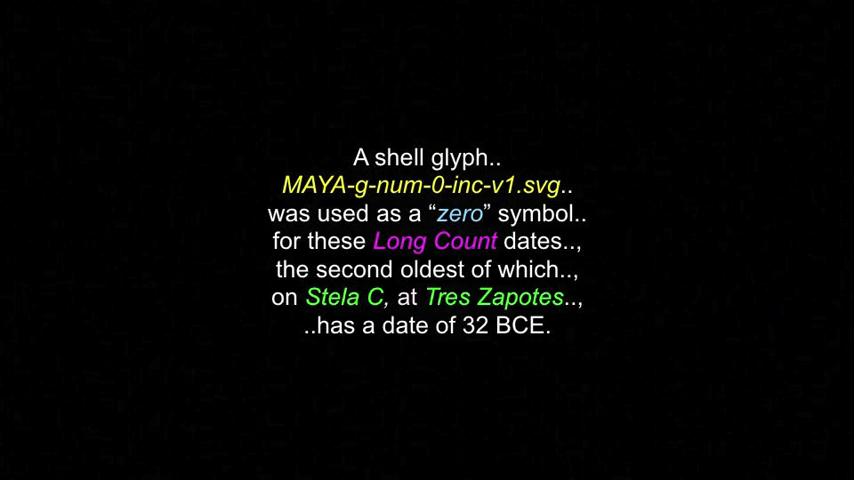 A shell glyph..
MAYA-g-num-0-inc-v1.svg..
was used as a “zero” symbol..
for these Long Count dates..,
the second oldest of which..,
on Stela C, at Tres Zapotes..,
..has a date of 32 BCE.